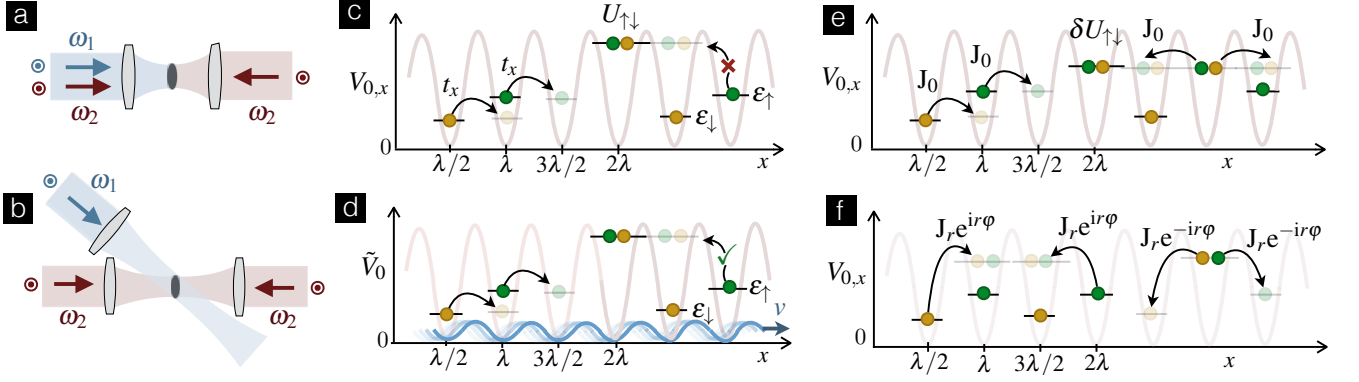 a
ω₁
ω₂
ω₂
b
ω₁
ω₂
ω₂
c
V₀,ₓ
0
tₓ
tₓ
U↑↓
ε↓
ε↑
λ/2
λ
3λ/2
2λ
x
d
Ṽ₀
0
✓
ε↓
ε↑
v
λ/2
λ
3λ/2
2λ
x
e
V₀,ₓ
0
J₀
J₀
δU↑↓
J₀
J₀
λ/2
λ
3λ/2
2λ
x
f
V₀,ₓ
0
Jᵣe^{irφ}
Jᵣe^{irφ}
Jᵣe^{-irφ}
Jᵣe^{-irφ}
λ/2
λ
3λ/2
2λ
x